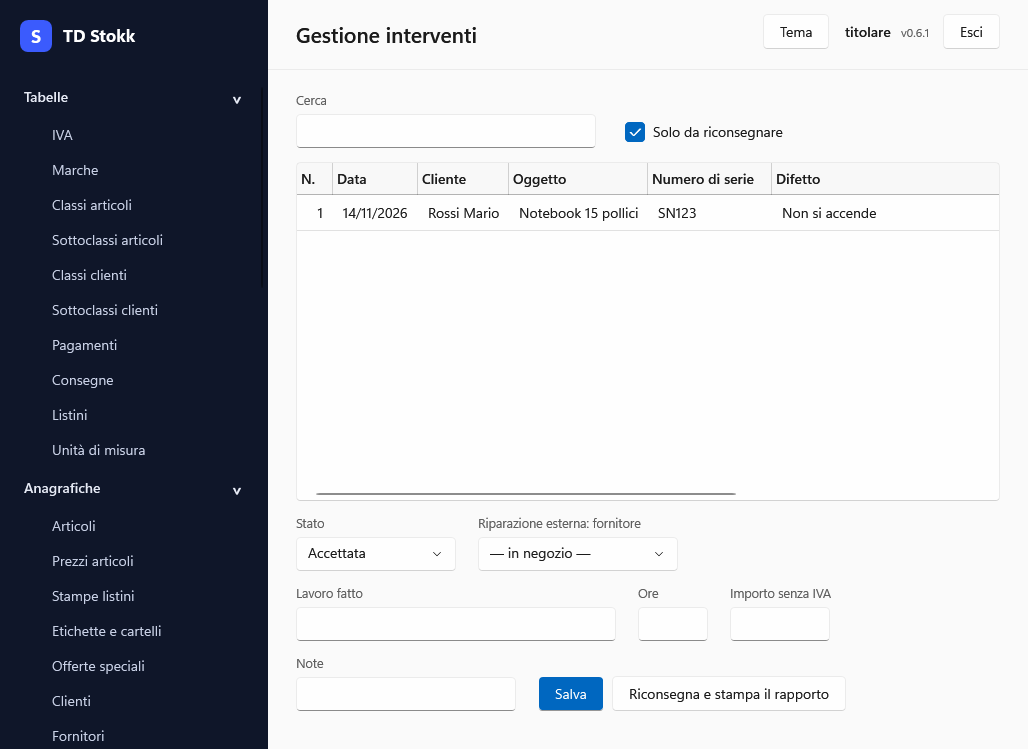 S TD Stokk
Gestione interventi
Tema
titolare v0.6.1
Esci
Tabelle
IVA
Marche
Classi articoli
Sottoclassi articoli
Classi clienti
Sottoclassi clienti
Pagamenti
Consegne
Listini
Unità di misura
Anagrafiche
Articoli
Prezzi articoli
Stampe listini
Etichette e cartelli
Offerte speciali
Clienti
Fornitori
Cerca
Solo da riconsegnare
N. Data Cliente Oggetto Numero di serie Difetto
1 14/11/2026 Rossi Mario Notebook 15 pollici SN123 Non si accende
Stato Riparazione esterna: fornitore
Accettata — in negozio —
Lavoro fatto Ore Importo senza IVA
Note
Salva Riconsegna e stampa il rapporto